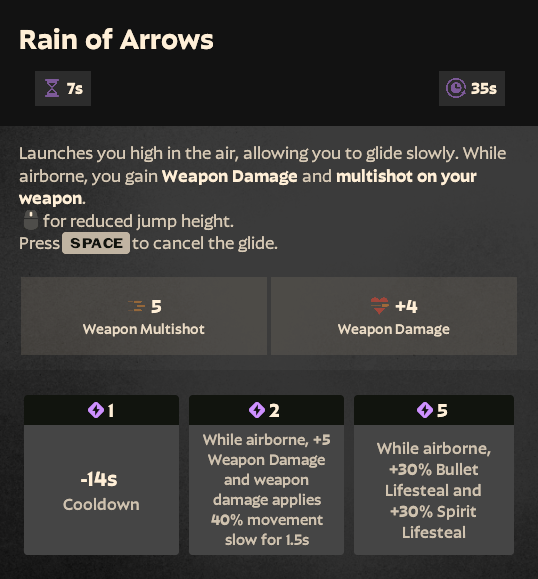 Rain of Arrows
7s
35s
Launches you high in the air, allowing you to glide slowly. While
airborne, you gain Weapon Damage and multishot on your
weapon.
for reduced jump height.
Press SPACE to cancel the glide.
5
Weapon Multishot
+4
Weapon Damage
1
-14s
Cooldown
2
While airborne, +5
Weapon Damage
and weapon
damage applies
40% movement
slow for 1.5s
5
While airborne,
+30% Bullet
Lifesteal and
+30% Spirit
Lifesteal